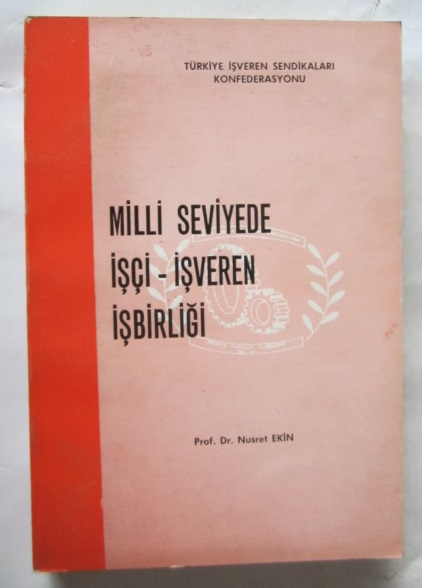 TÜRKİYE İŞVEREN SENDİKALARI
KONFEDERASYONU
MİLLİ SEVİYEDE
İŞÇİ - İŞVEREN
İŞBİRLİĞİ
Prof. Dr. Nusret EKİN